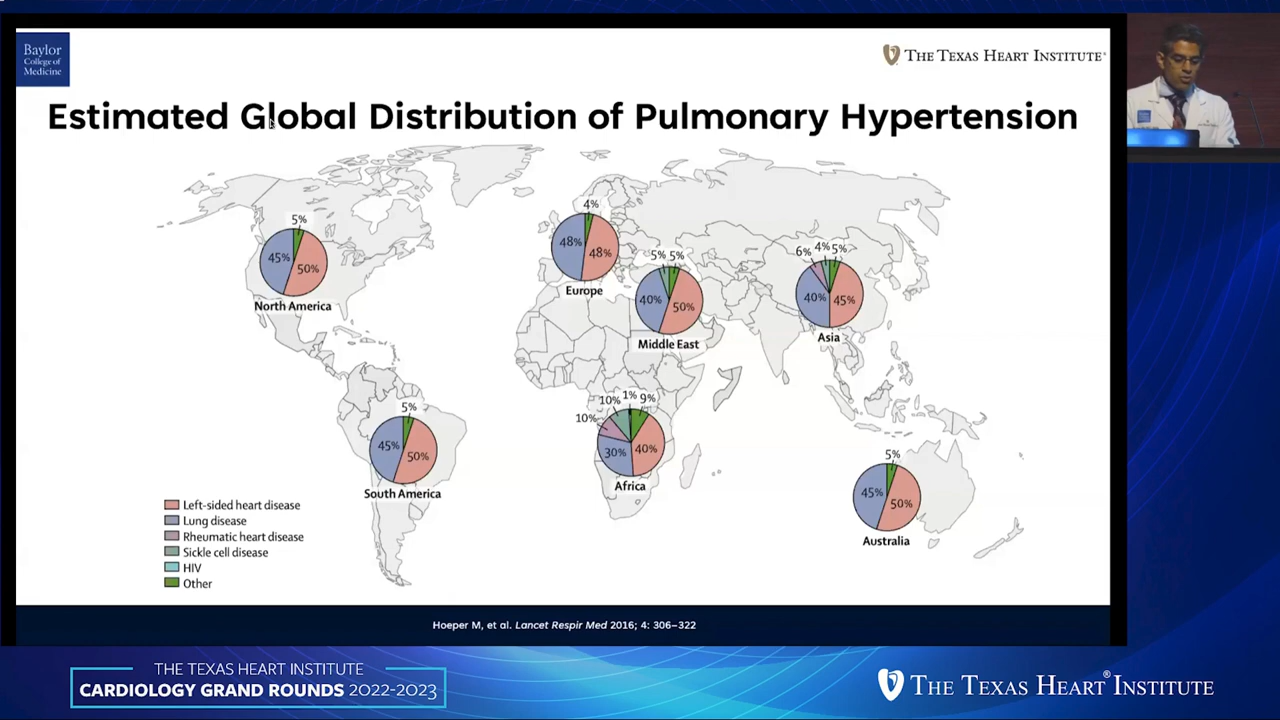 Baylor
College of
Medicine
THE TEXAS HEART INSTITUTE®
Estimated Global Distribution of Pulmonary Hypertension
5%
45%
50%
North America
4%
48%
48%
Europe
5% 5%
40%
50%
Middle East
6% 4% 5%
40%
45%
Asia
5%
45%
50%
South America
10% 1% 9%
10%
30%
40%
Africa
5%
45%
50%
Australia
Left-sided heart disease
Lung disease
Rheumatic heart disease
Sickle cell disease
HIV
Other
Hoeper M, et al. Lancet Respir Med 2016; 4: 306–322
THE TEXAS HEART INSTITUTE
CARDIOLOGY GRAND ROUNDS 2022-2023
THE TEXAS HEART® INSTITUTE